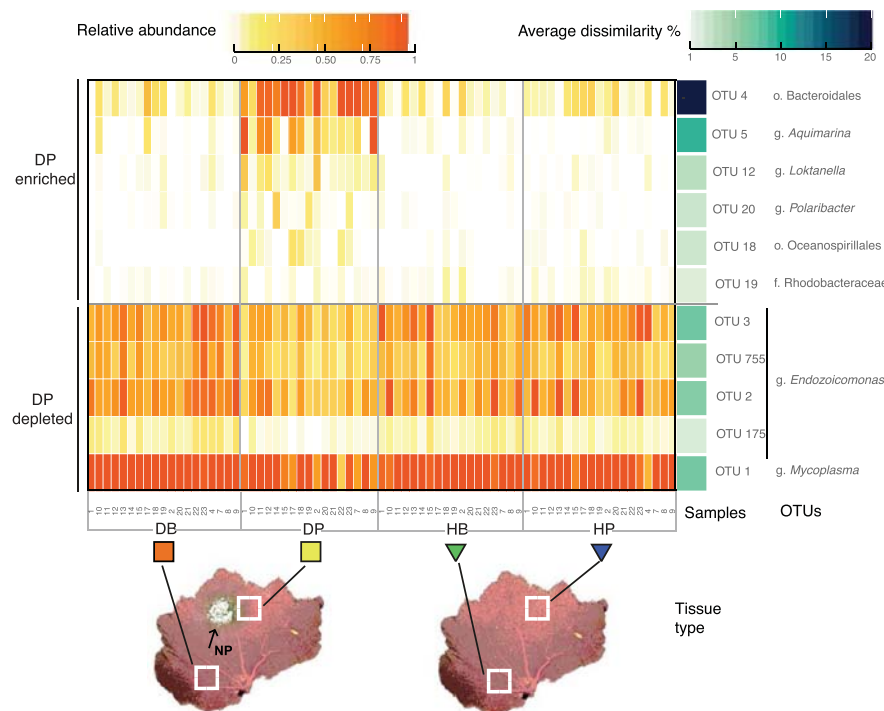 Relative abundance
0 0.25 0.50 0.75 1
Average dissimilarity %
1 5 10 15 20
DP enriched
OTU 4 o. Bacteroidales
OTU 5 g. Aquimarina
OTU 12 g. Loktanella
OTU 20 g. Polaribacter
OTU 18 o. Oceanospirillales
OTU 19 f. Rhodobacteraceae
DP depleted
OTU 3
OTU 755
g. Endozoicomonas
OTU 2
OTU 175
OTU 1 g. Mycoplasma
Samples OTUs
DB DP HB HP
NP
Tissue type